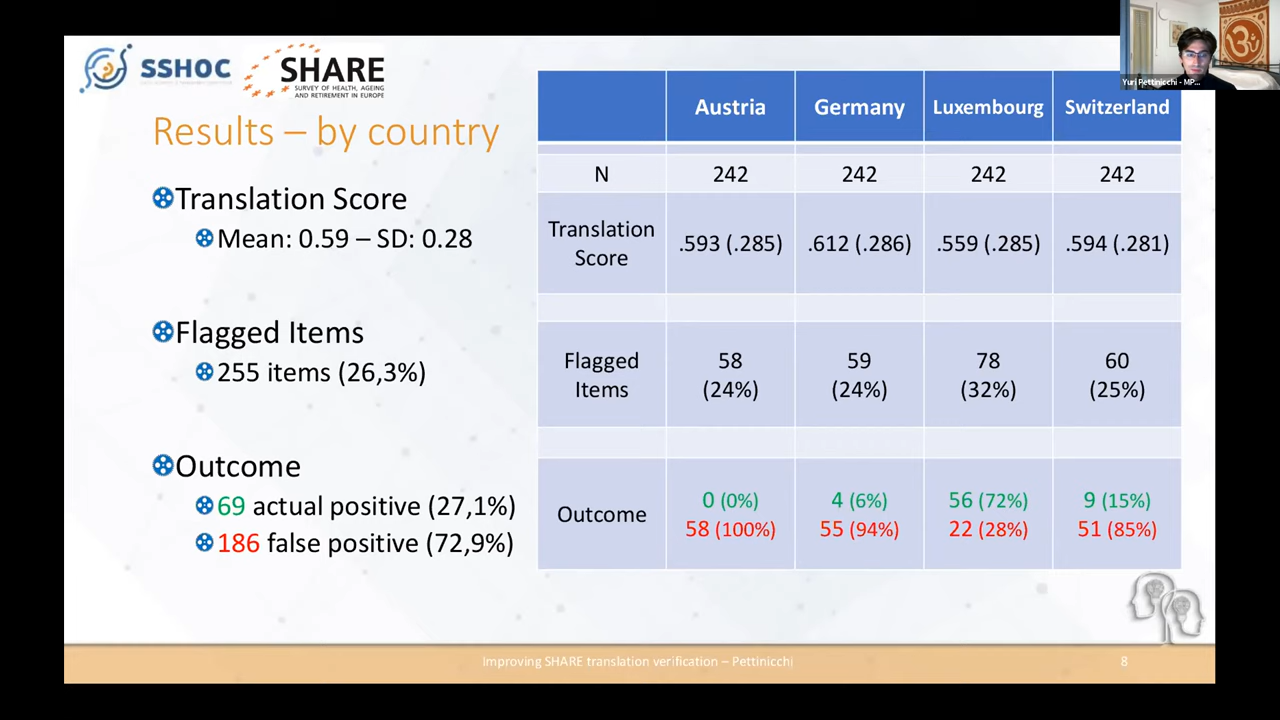 SSHOC
SHARE
SURVEY OF HEALTH, AGEING
AND RETIREMENT IN EUROPE
Yuri Pettinicchi - MP...
Results – by country
Translation Score
Mean: 0.59 – SD: 0.28
Flagged Items
255 items (26,3%)
Outcome
69 actual positive (27,1%)
186 false positive (72,9%)
Austria Germany Luxembourg Switzerland
N 242 242 242 242
Translation
Score .593 (.285) .612 (.286) .559 (.285) .594 (.281)
Flagged 58 59 78 60
Items (24%) (24%) (32%) (25%)
Outcome 0 (0%) 4 (6%) 56 (72%) 9 (15%)
58 (100%) 55 (94%) 22 (28%) 51 (85%)
Improving SHARE translation verification – Pettinicchi
8